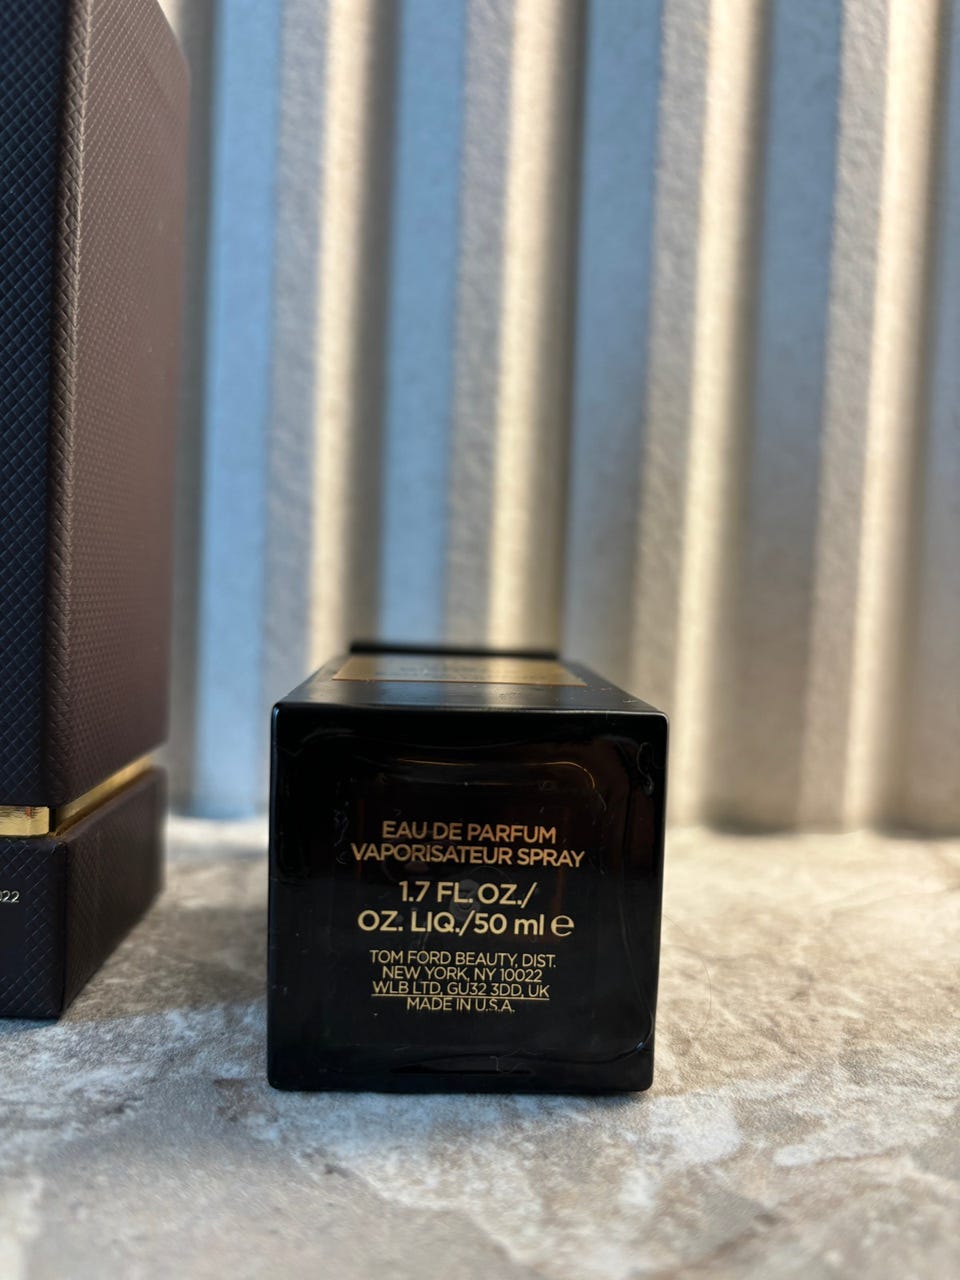 EAU DE PARFUM
VAPORISATEUR SPRAY
1.7 FL. OZ./
OZ. LIQ./50 ml ℮
TOM FORD BEAUTY, DIST.
NEW YORK, NY 10022
WLB LTD, GU32 3DD, UK
MADE IN U.S.A.
022